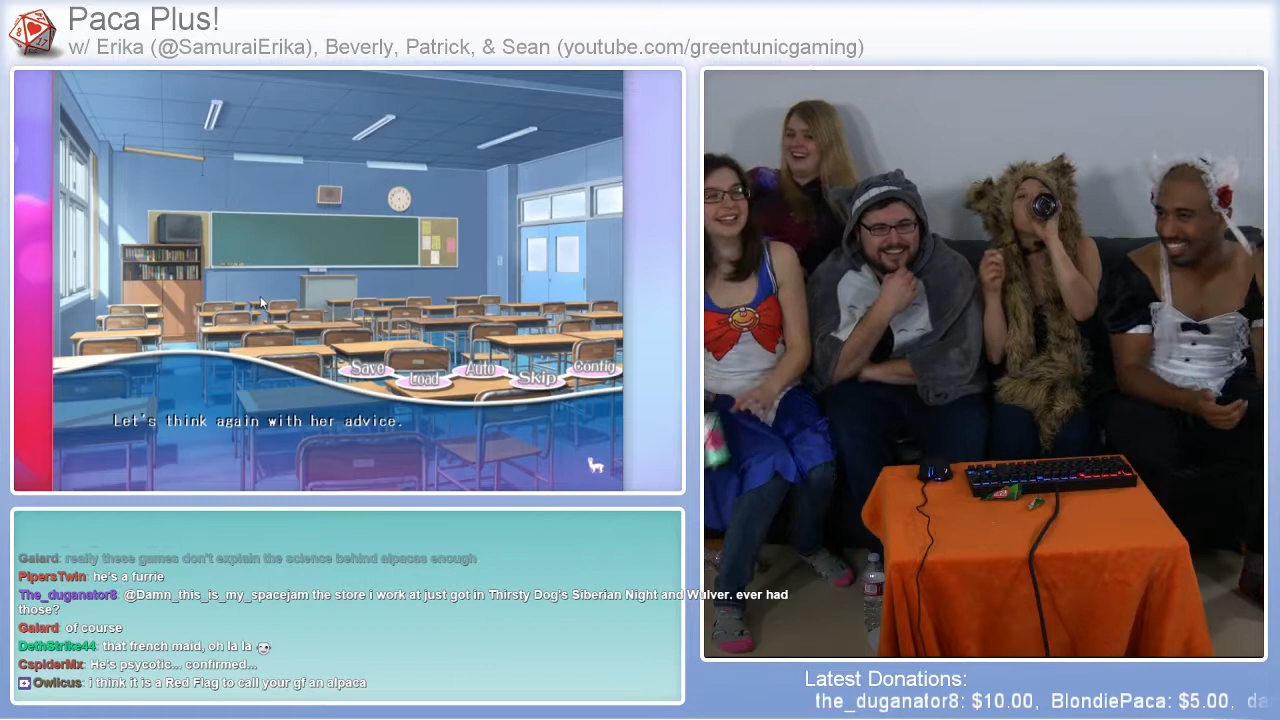 Paca Plus!
w/ Erika (@SamuraiErika), Beverly, Patrick, & Sean (youtube.com/greentunicgaming)
Save
Load
Auto
Skip
Config
Let's think again with her advice.
Galard: really these games don't explain the science behind alpacas enough
PipersTwin: he's a furrie
The_duganator8: @Damn_this_is_my_spacejam the store i work at just got in Thirsty Dog's Siberian Night and Wulver. ever had
those?
Galard: of course
DethStrike44: that french maid, oh la la
CspiderMx: He's psycotic... confirmed...
Owlicus: i think it is a Red Flag to call your gf an alpaca
Latest Donations:
the_duganator8: $10.00, BlondiePaca: $5.00, da